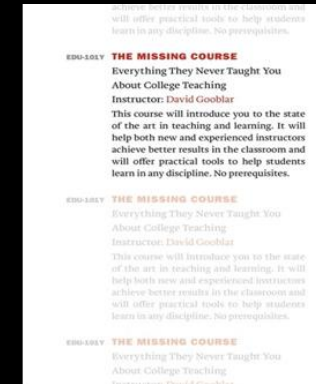 achieve better results in the classroom and
will offer practical tools to help students
learn in any discipline. No prerequisites.
EDU-101Y THE MISSING COURSE
Everything They Never Taught You
About College Teaching
Instructor: David Gooblar
This course will introduce you to the state
of the art in teaching and learning. It will
help both new and experienced instructors
achieve better results in the classroom and
will offer practical tools to help students
learn in any discipline. No prerequisites.
EDU-101Y THE MISSING COURSE
Everything They Never Taught You
About College Teaching
Instructor: David Gooblar
This course will introduce you to the state
of the art in teaching and learning. It will
help both new and experienced instructors
achieve better results in the classroom and
will offer practical tools to help students
learn in any discipline. No prerequisites.
EDU-101Y THE MISSING COURSE
Everything They Never Taught You
About College Teaching
Instructor: David Gooblar